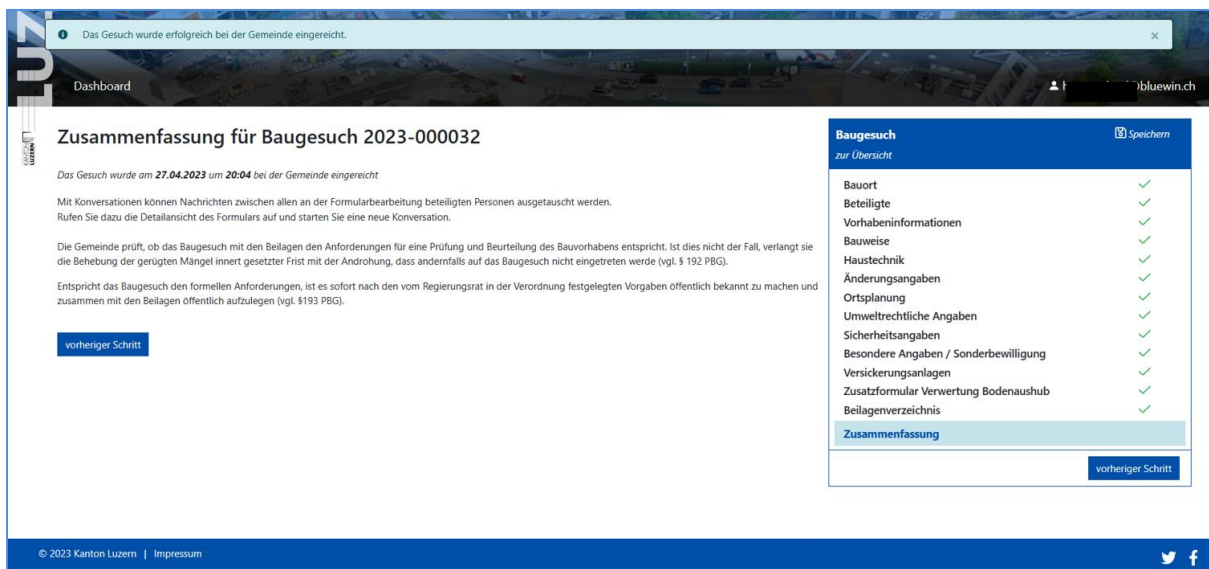 Das Gesuch wurde erfolgreich bei der Gemeinde eingereicht.
×
LUZ
Dashboard
bluewin.ch
KANTON
LUZERN
Zusammenfassung für Baugesuch 2023-000032
Das Gesuch wurde am 27.04.2023 um 20:04 bei der Gemeinde eingereicht
Mit Konversationen können Nachrichten zwischen allen an der Formularbearbeitung beteiligten Personen ausgetauscht werden.
Rufen Sie dazu die Detailansicht des Formulars auf und starten Sie eine neue Konversation.
Die Gemeinde prüft, ob das Baugesuch mit den Beilagen den Anforderungen für eine Prüfung und Beurteilung des Bauvorhabens entspricht. Ist dies nicht der Fall, verlangt sie
die Behebung der gerügten Mängel innert gesetzter Frist mit der Androhung, dass andernfalls auf das Baugesuch nicht eingetreten werde (vgl. § 192 PBG).
Entspricht das Baugesuch den formellen Anforderungen, ist es sofort nach den vom Regierungsrat in der Verordnung festgelegten Vorgaben öffentlich bekannt zu machen und
zusammen mit den Beilagen öffentlich aufzulegen (vgl. §193 PBG).
vorheriger Schritt
Baugesuch
Speichern
zur Übersicht
Bauort
Beteiligte
Vorhabeninformationen
Bauweise
Haustechnik
Änderungsangaben
Ortsplanung
Umweltrechtliche Angaben
Sicherheitsangaben
Besondere Angaben / Sonderbewilligung
Versickerungsanlagen
Zusatzformular Verwertung Bodenaushub
Beilagenverzeichnis
Zusammenfassung
vorheriger Schritt
© 2023 Kanton Luzern | Impressum